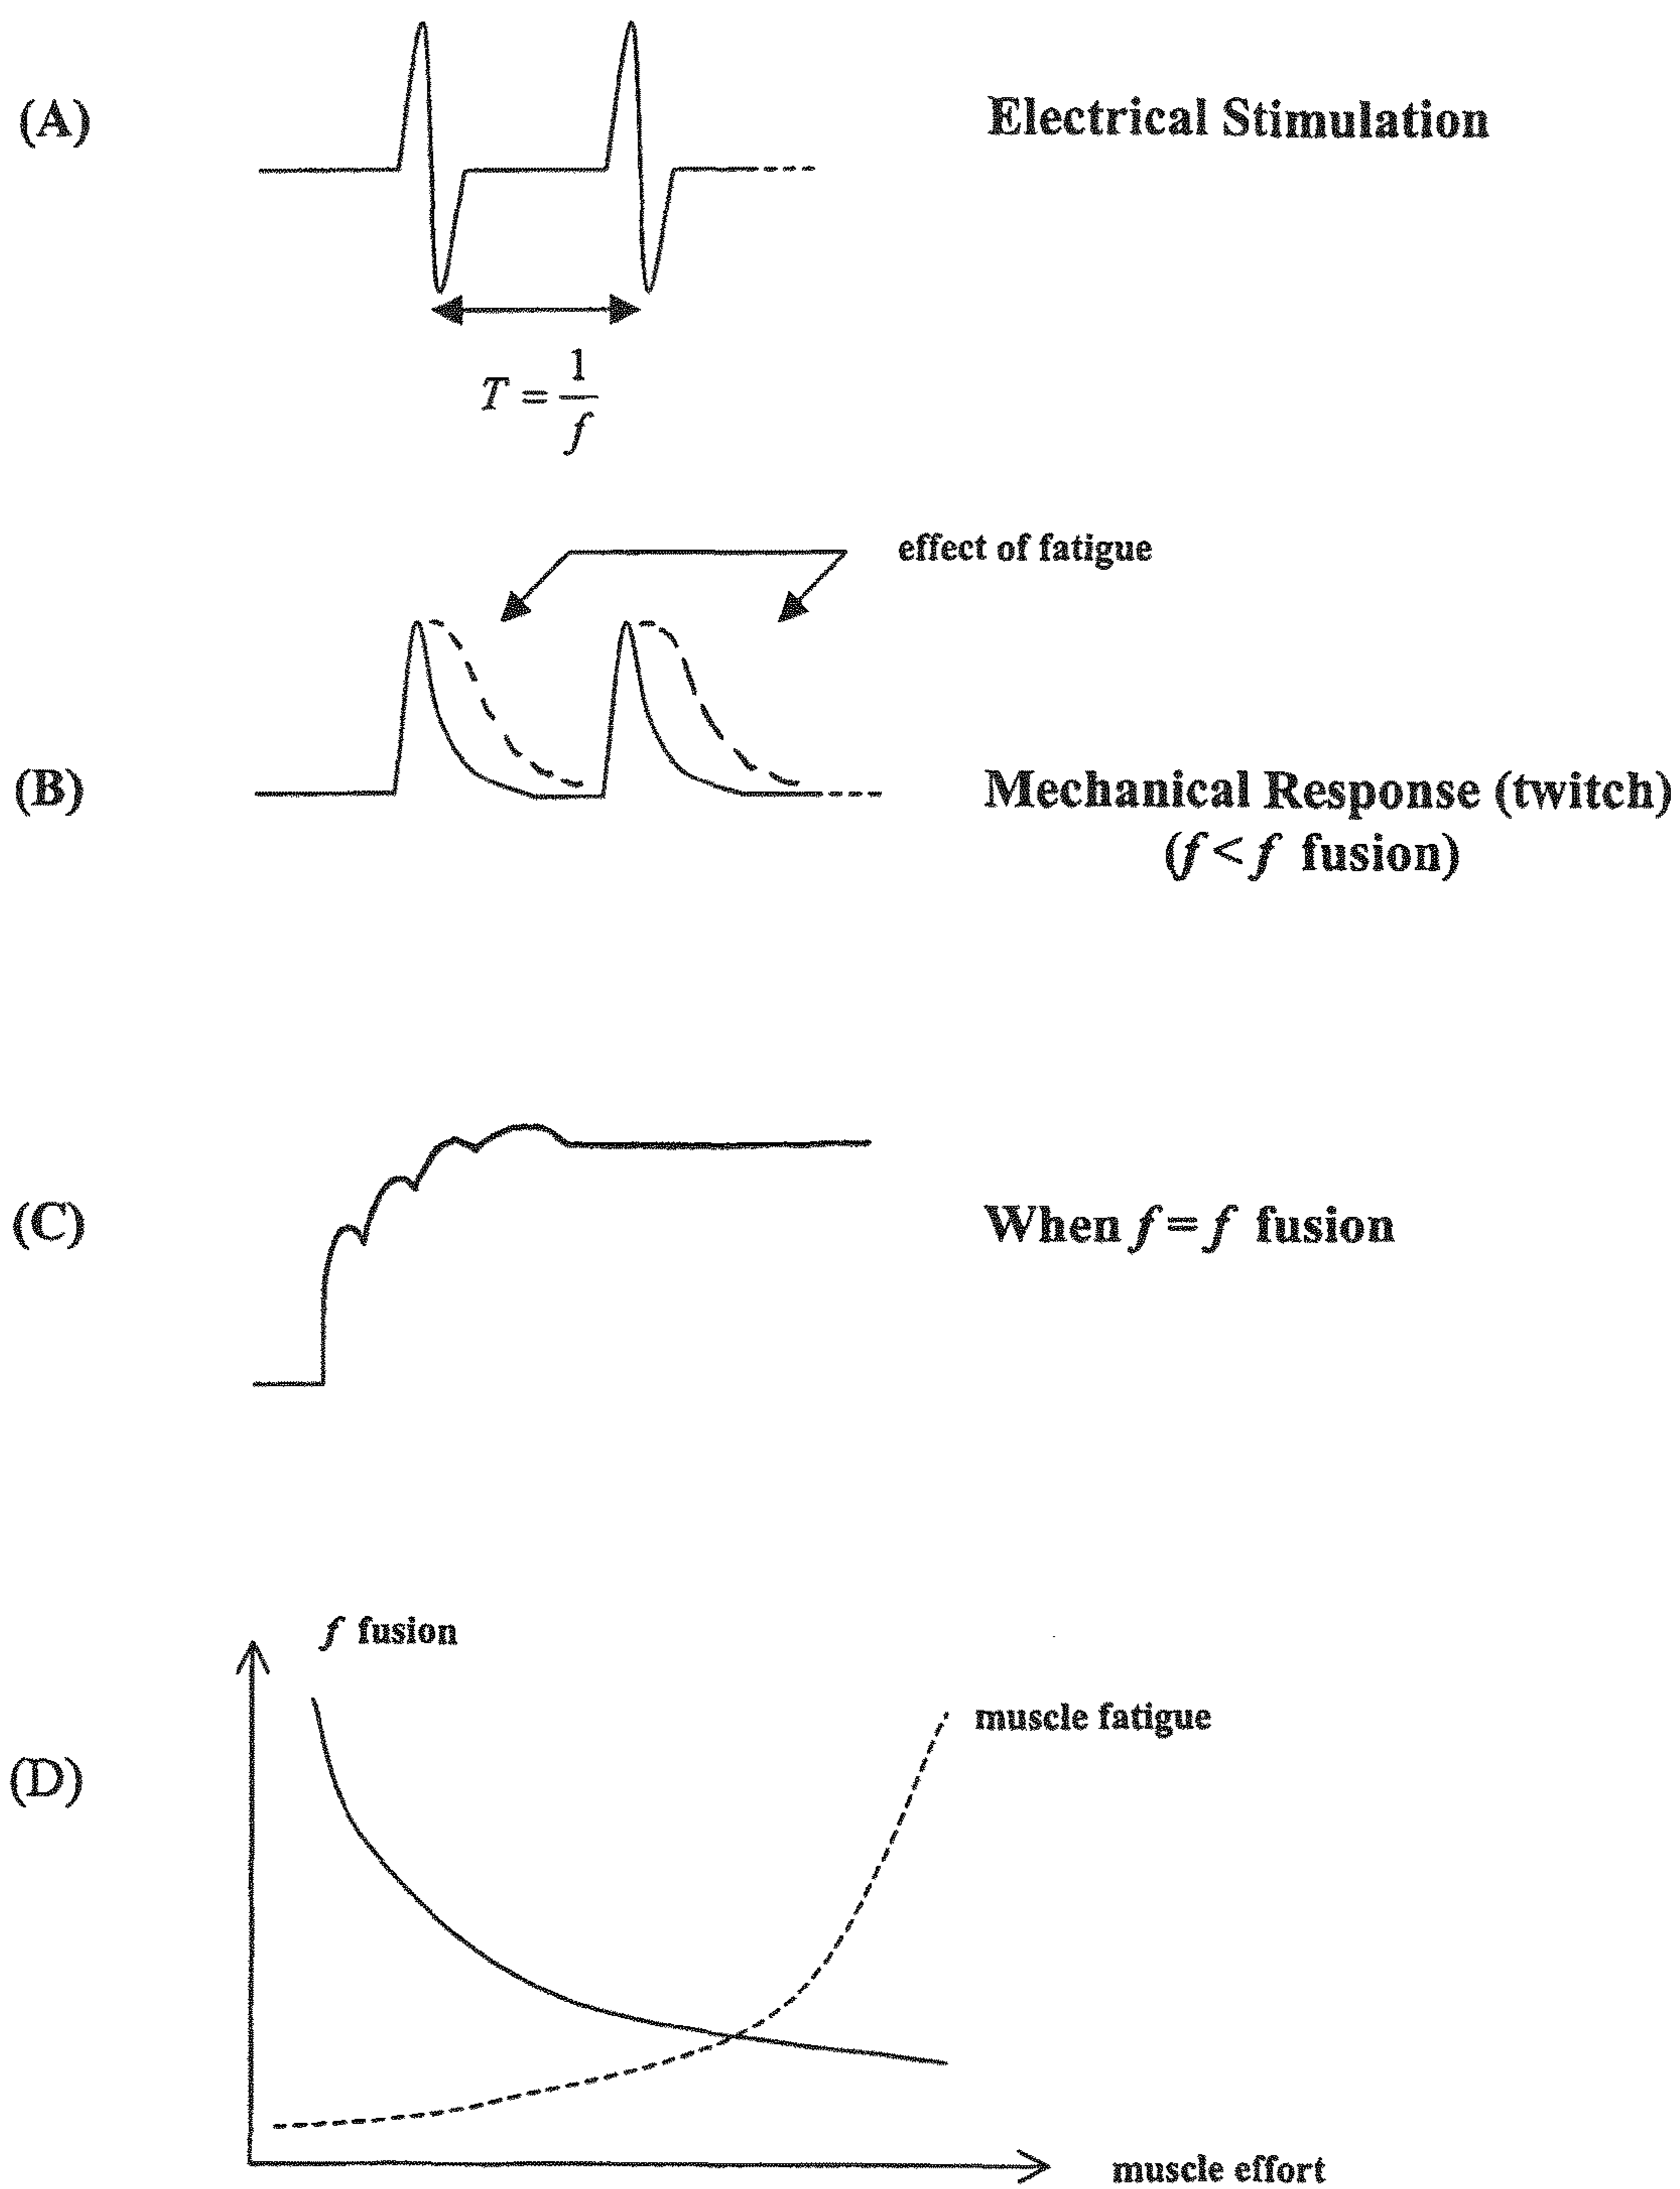 (A)
Electrical Stimulation
T = 1/f
effect of fatigue
(B)
Mechanical Response (twitch)
(f < f fusion)
(C)
When f = f fusion
f fusion
muscle fatigue
(D)
muscle effort